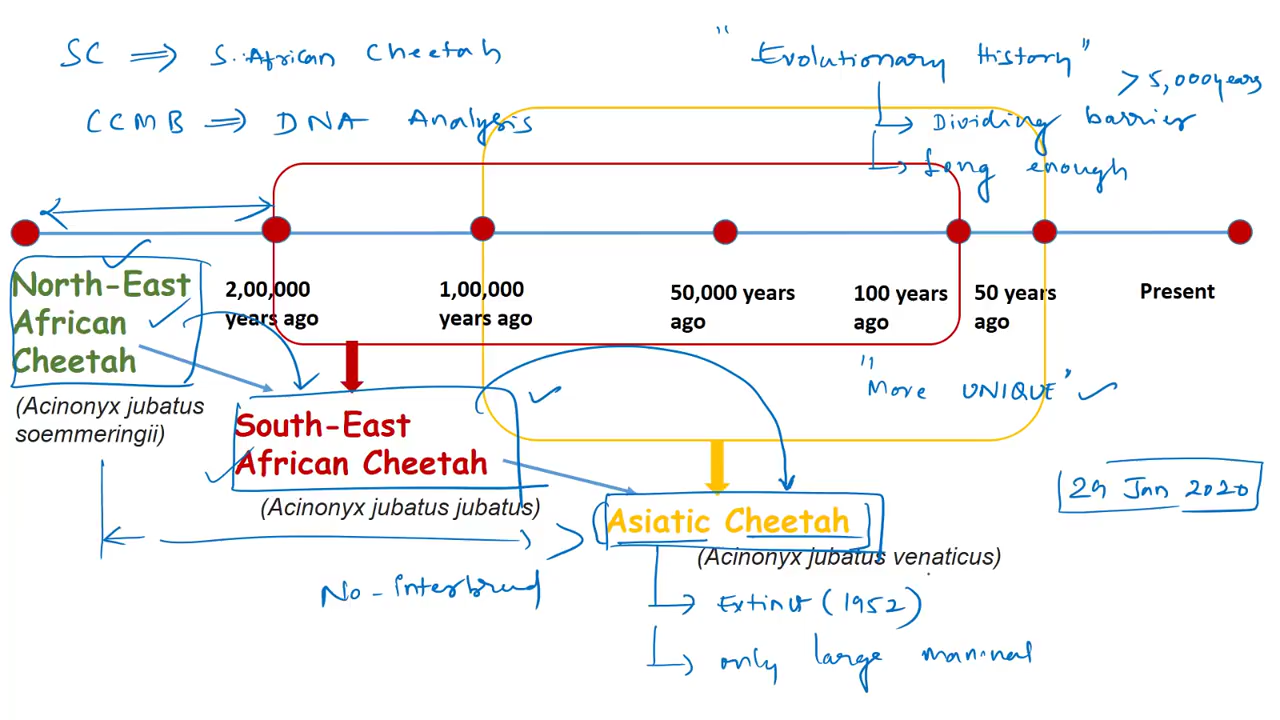 SC ⇒ S. African Cheetah
"Evolutionary History"
> 5,000 years
CCMB ⇒ DNA Analysis
Dividing barrier
Long enough
North-East
African
Cheetah
(Acinonyx jubatus
soemmeringii)
2,00,000
years ago
1,00,000
years ago
50,000 years
ago
100 years
ago
50 years
ago
Present
"More UNIQUE"
South-East
African Cheetah
(Acinonyx jubatus jubatus)
29 Jan 2020
Asiatic Cheetah
(Acinonyx jubatus venaticus)
No-interbreed
Extinct (1952)
only large mammal